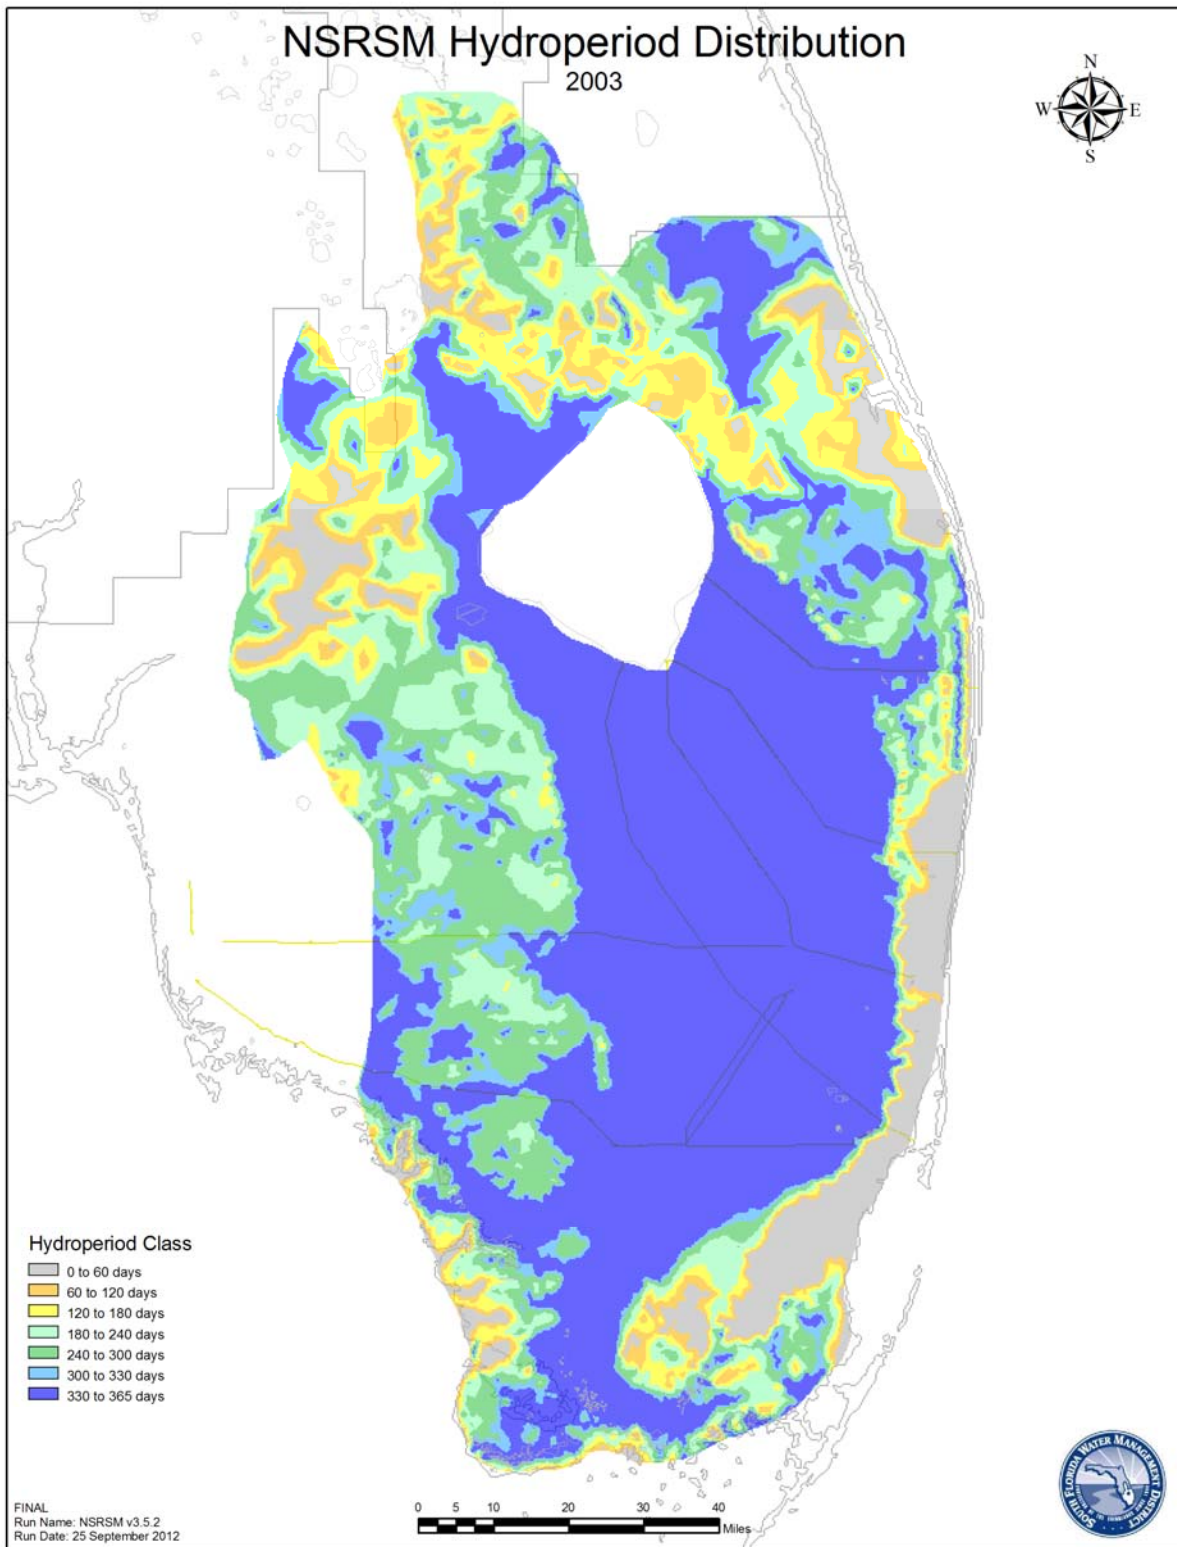 NSRSM Hydroperiod Distribution
2003
N
W
E
S
Hydroperiod Class
0 to 60 days
60 to 120 days
120 to 180 days
180 to 240 days
240 to 300 days
300 to 330 days
330 to 365 days
FINAL
Run Name: NSRSM v3.5.2
Run Date: 25 September 2012
0 5 10 20 30 40
Miles
SOUTH FLORIDA WATER MANAGEMENT DISTRICT